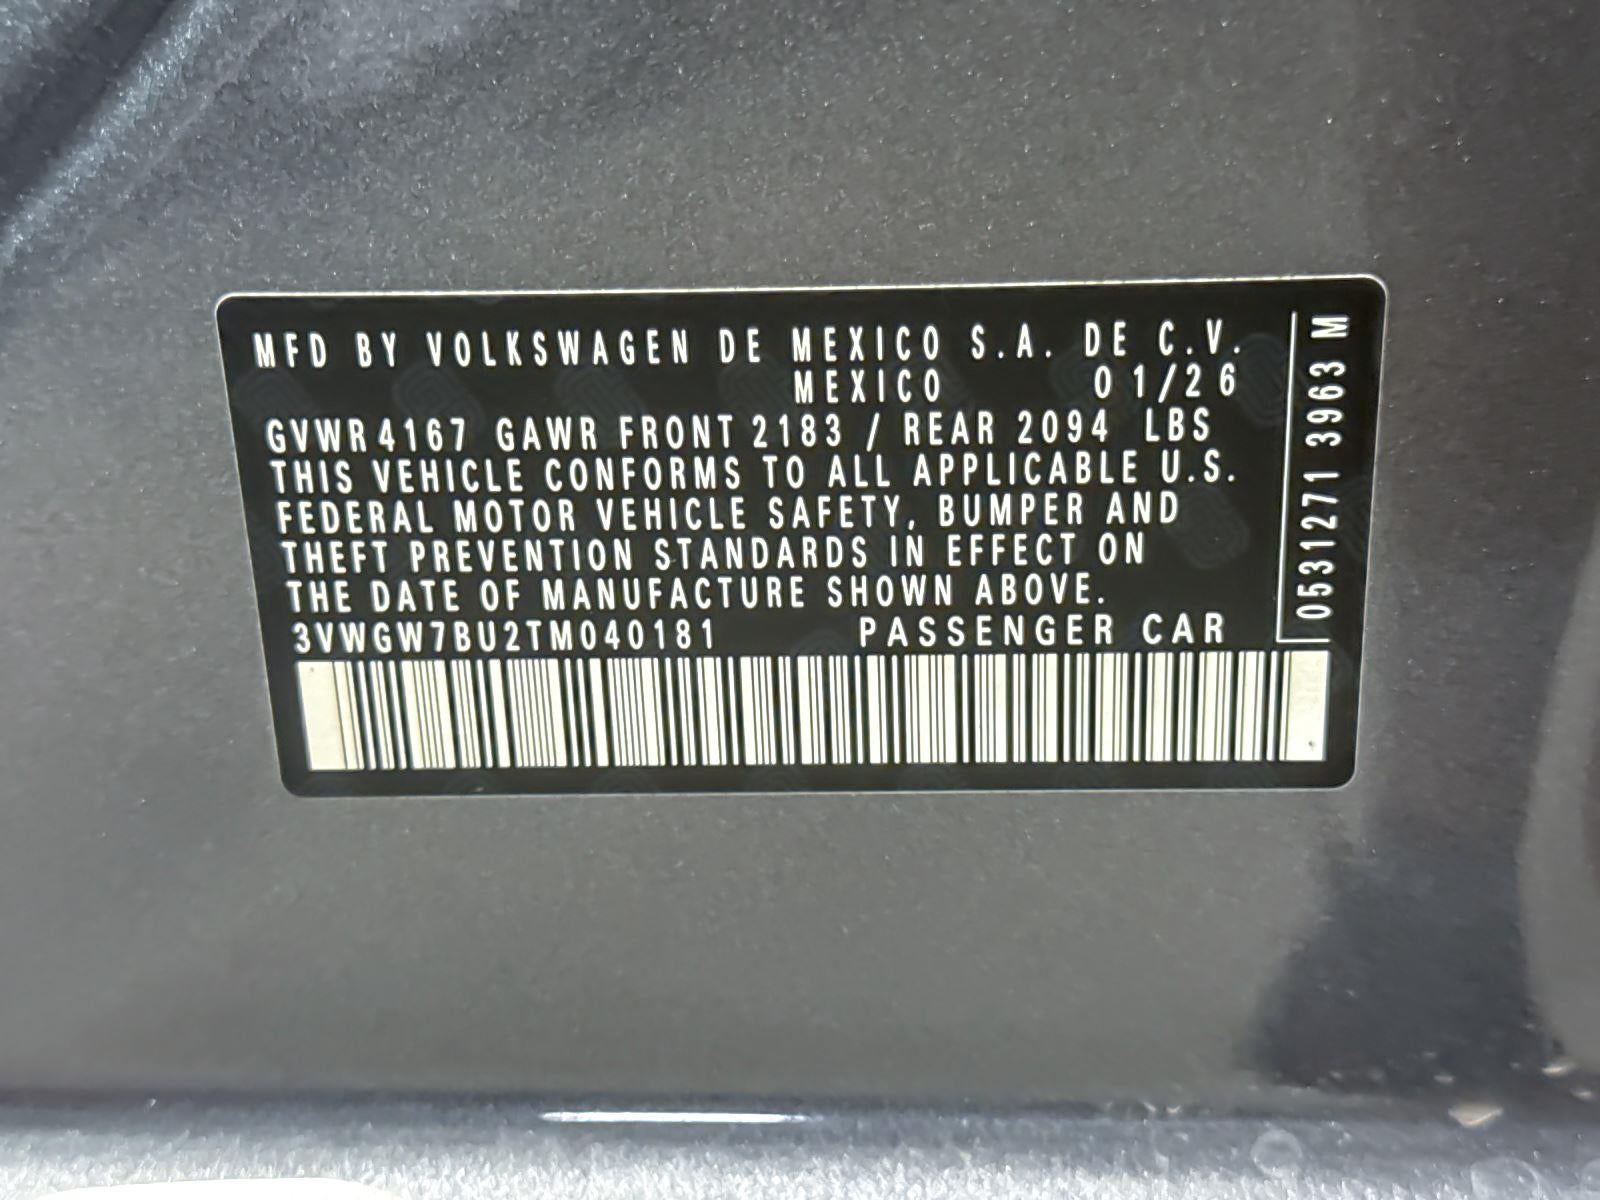 MFD BY VOLKSWAGEN DE MEXICO S.A. DE C.V.
MEXICO 01/26
GVWR 4167 GAWR FRONT 2183 / REAR 2094 LBS
THIS VEHICLE CONFORMS TO ALL APPLICABLE U.S.
FEDERAL MOTOR VEHICLE SAFETY, BUMPER AND
THEFT PREVENTION STANDARDS IN EFFECT ON
THE DATE OF MANUFACTURE SHOWN ABOVE.
3VWGW7BU2TM040181 PASSENGER CAR
0531271 3963 M